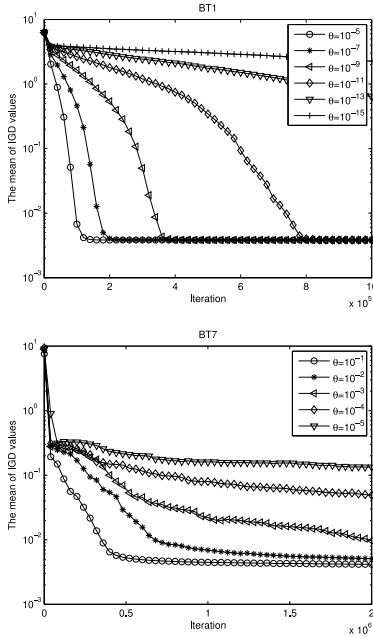 BT1
10^1
10^0
10^-1
10^-2
10^-3
The mean of IGD values
θ=10^-5
θ=10^-7
θ=10^-9
θ=10^-11
θ=10^-13
θ=10^-15
0 2 4 6 8 10
Iteration
x 10^5
BT7
10^1
10^0
10^-1
10^-2
10^-3
The mean of IGD values
θ=10^-1
θ=10^-2
θ=10^-3
θ=10^-4
θ=10^-5
0 0.5 1 1.5 2
Iteration
x 10^6